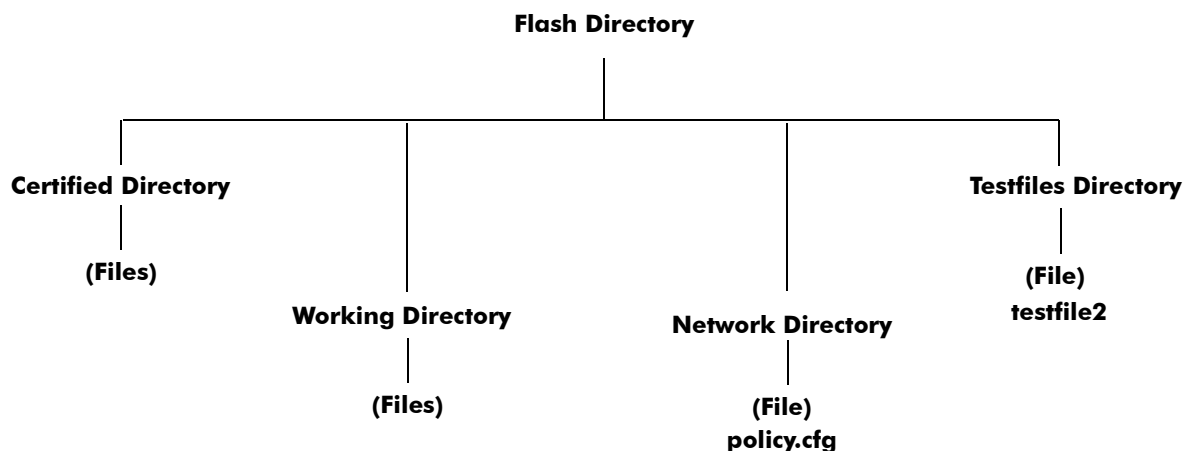 Flash Directory
Certified Directory
(Files)
Working Directory
(Files)
Network Directory
(File)
policy.cfg
Testfiles Directory
(File)
testfile2